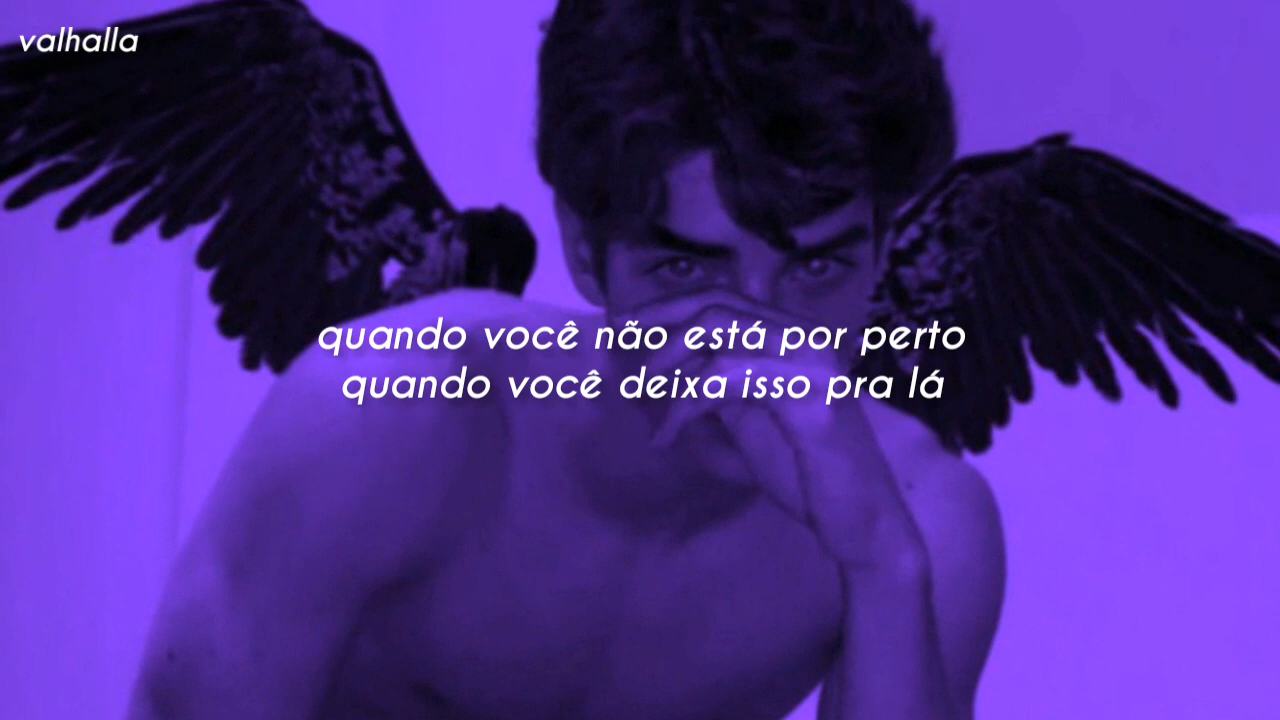 valhalla
quando você não está por perto
quando você deixa isso pra lá